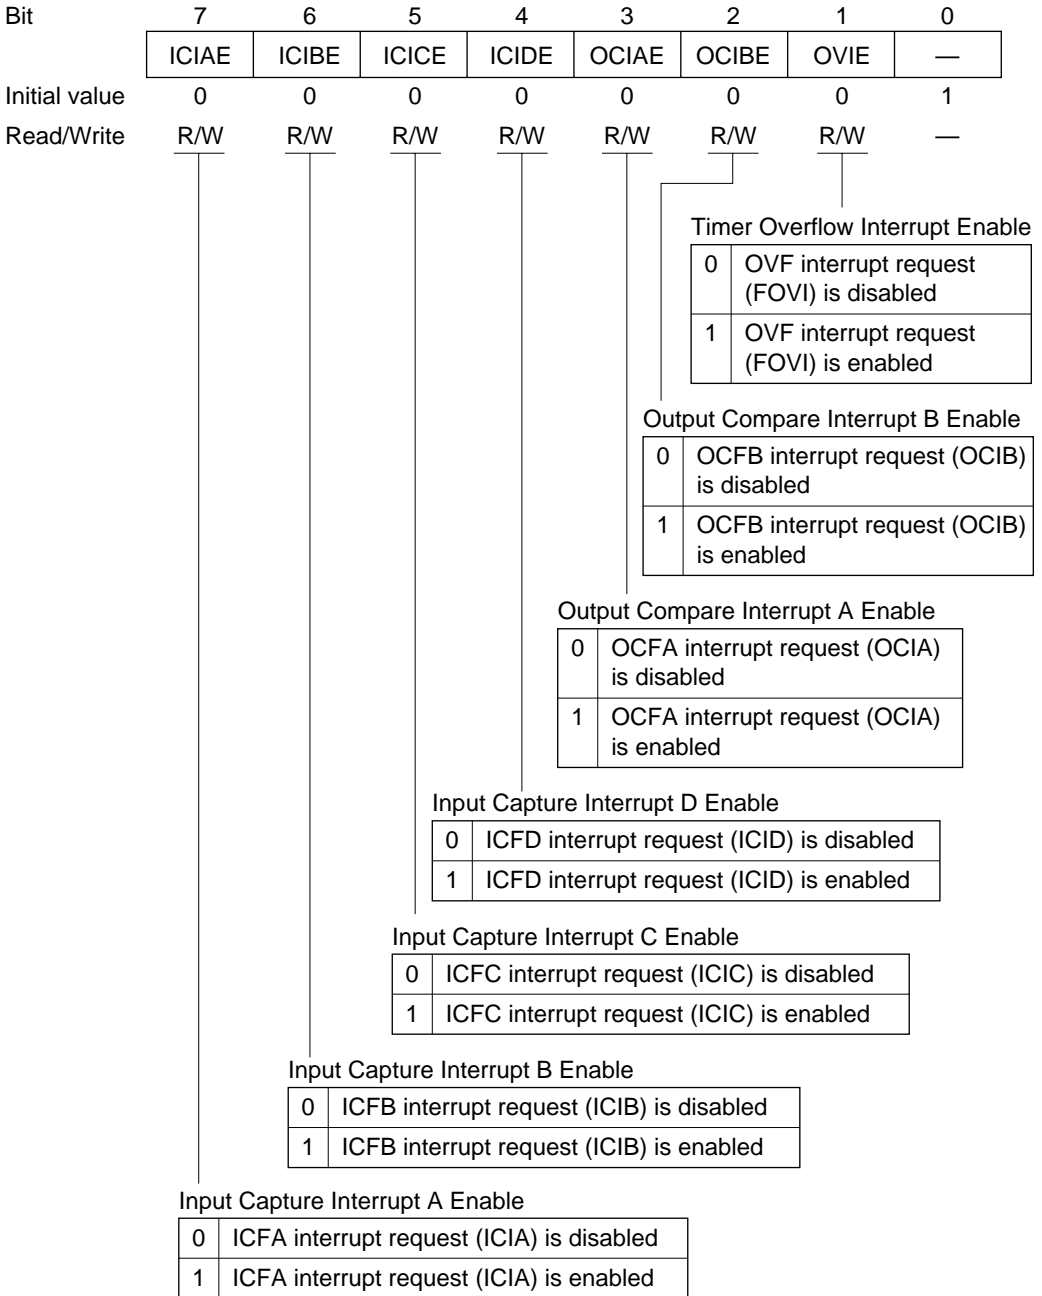 Bit 7 6 5 4 3 2 1 0
ICIAE ICIBE ICICE ICIDE OCIAE OCIBE OVIE —
Initial value 0 0 0 0 0 0 0 1
Read/Write R/W R/W R/W R/W R/W R/W R/W —
Timer Overflow Interrupt Enable
0 OVF interrupt request
(FOVI) is disabled
1 OVF interrupt request
(FOVI) is enabled
Output Compare Interrupt B Enable
0 OCFB interrupt request (OCIB)
is disabled
1 OCFB interrupt request (OCIB)
is enabled
Output Compare Interrupt A Enable
0 OCFA interrupt request (OCIA)
is disabled
1 OCFA interrupt request (OCIA)
is enabled
Input Capture Interrupt D Enable
0 ICFD interrupt request (ICID) is disabled
1 ICFD interrupt request (ICID) is enabled
Input Capture Interrupt C Enable
0 ICFC interrupt request (ICIC) is disabled
1 ICFC interrupt request (ICIC) is enabled
Input Capture Interrupt B Enable
0 ICFB interrupt request (ICIB) is disabled
1 ICFB interrupt request (ICIB) is enabled
Input Capture Interrupt A Enable
0 ICFA interrupt request (ICIA) is disabled
1 ICFA interrupt request (ICIA) is enabled